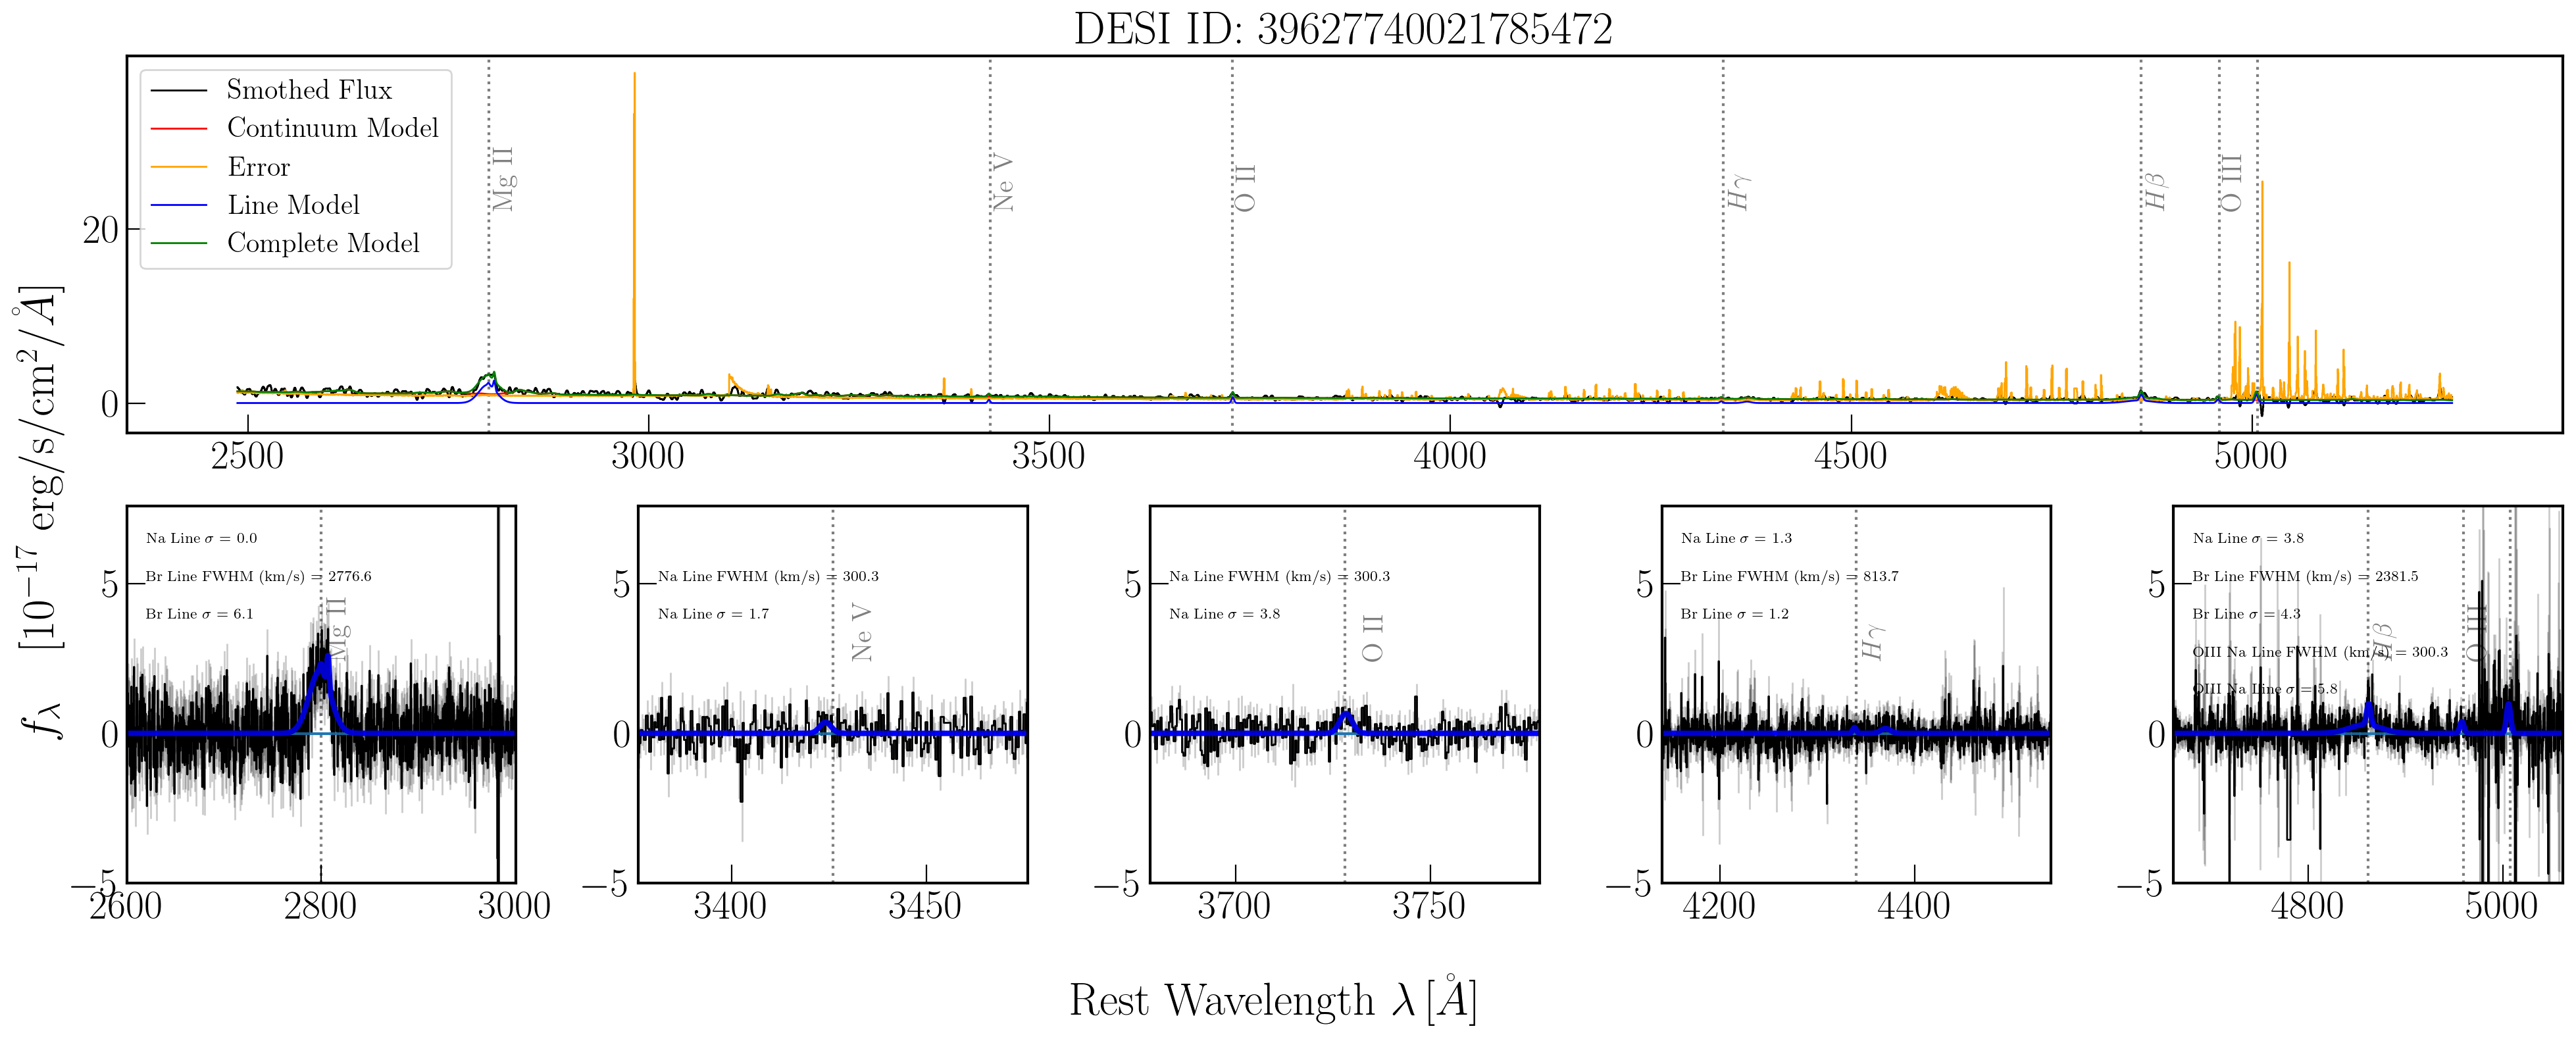 DESI ID: 39627740021785472
Smothed Flux
Continuum Model
Error
Line Model
Complete Model
Mg II
Ne V
O II
Hγ
Hβ
O III
20
0
2500 3000 3500 4000 4500 5000
f_λ [10^−17 erg/s/cm^2/Å]
Na Line σ = 0.0
Br Line FWHM (km/s) = 2776.6
Br Line σ = 6.1
Mg II
5
0
−5
2600 2800 3000
Na Line FWHM (km/s) = 300.3
Na Line σ = 1.7
Ne V
5
0
−5
3400 3450
Na Line FWHM (km/s) = 300.3
Na Line σ = 3.8
O II
5
0
−5
3700 3750
Na Line σ = 1.3
Br Line FWHM (km/s) = 813.7
Br Line σ = 1.2
Hγ
5
0
−5
4200 4400
Na Line σ = 3.8
Br Line FWHM (km/s) = 2381.5
Br Line σ = 4.3
OIII Na Line FWHM (km/s) = 300.3
OIII Na Line σ = 5.8
Hβ
O III
5
0
−5
4800 5000
Rest Wavelength λ [Å]